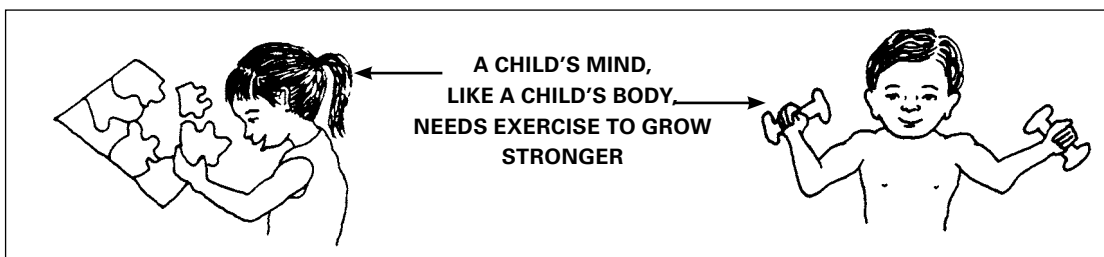 A CHILD'S MIND,
LIKE A CHILD'S BODY,
NEEDS EXERCISE TO GROW
STRONGER